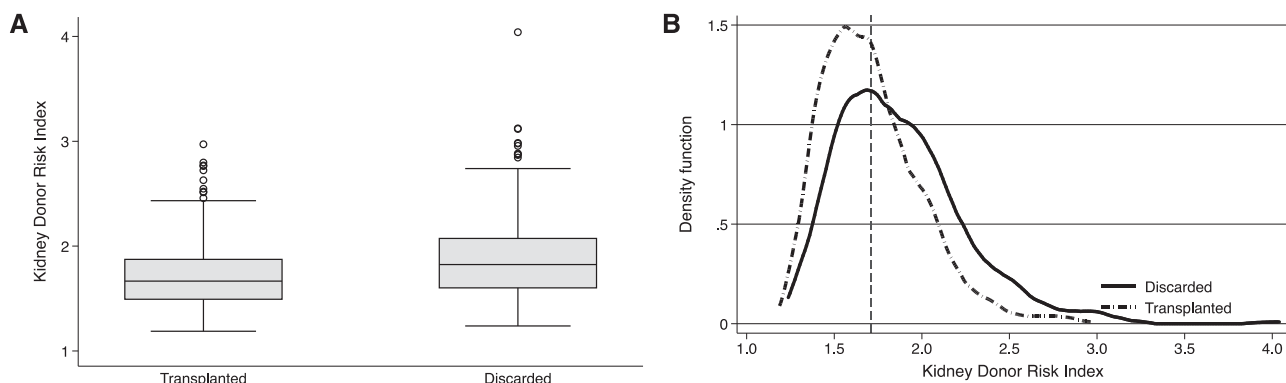 A
Kidney Donor Risk Index
4
3
2
1
Transplanted
Discarded
B
Density function
1.5
1
.5
0
Discarded
Transplanted
1.0
1.5
2.0
2.5
3.0
3.5
4.0
Kidney Donor Risk Index